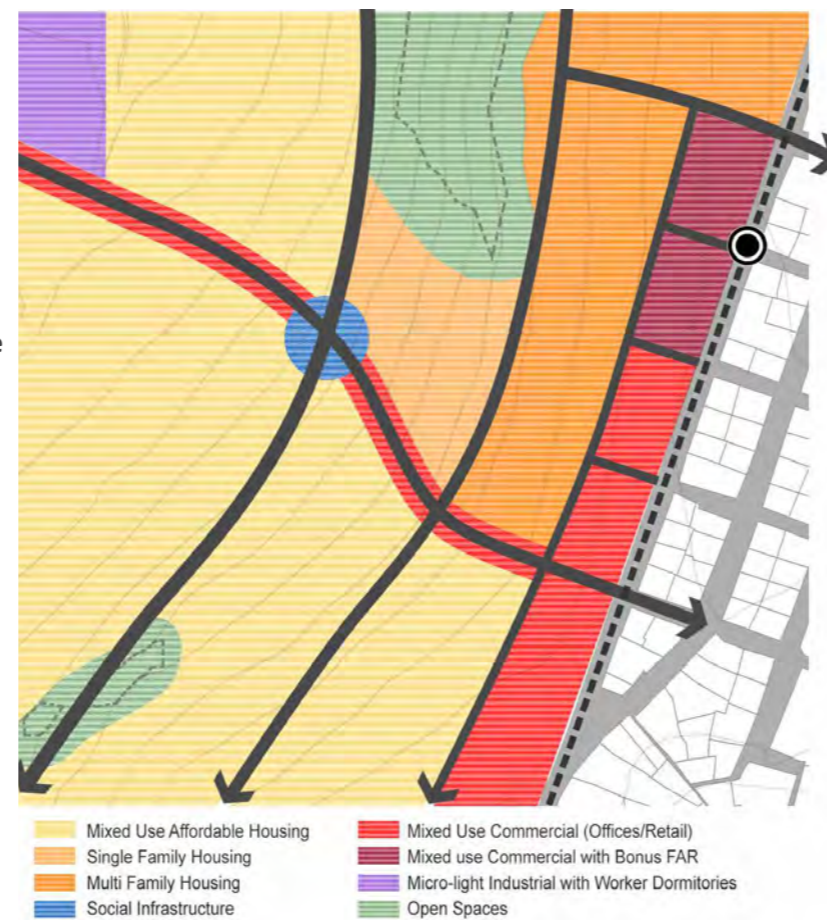 e
Mixed Use Affordable Housing
Single Family Housing
Multi Family Housing
Social Infrastructure
Mixed Use Commercial (Offices/Retail)
Mixed use Commercial with Bonus FAR
Micro-light Industrial with Worker Dormitories
Open Spaces